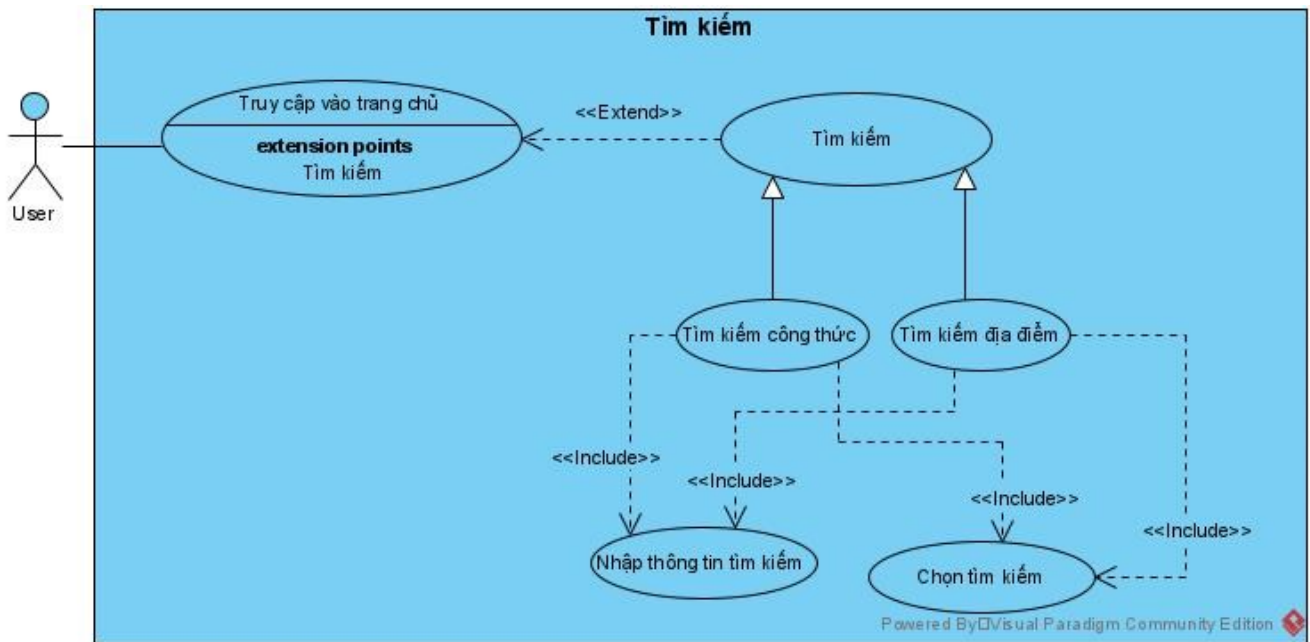 Tìm kiếm
Truy cập vào trang chủ
extension points
Tìm kiếm
<<Extend>>
Tìm kiếm
User
Tìm kiếm công thức
Tìm kiếm địa điểm
<<Include>>
<<Include>>
<<Include>>
<<Include>>
Nhập thông tin tìm kiếm
Chọn tìm kiếm
Powered By□Visual Paradigm Community Edition